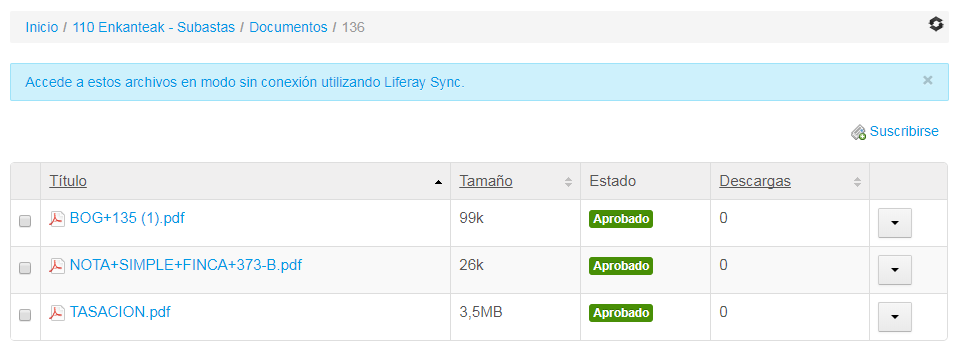 Inicio / 110 Enkanteak - Subastas / Documentos / 136
Accede a estos archivos en modo sin conexión utilizando Liferay Sync. ×
Suscribirse
Título Tamaño Estado Descargas
BOG+135 (1).pdf 99k Aprobado 0
NOTA+SIMPLE+FINCA+373-B.pdf 26k Aprobado 0
TASACION.pdf 3,5MB Aprobado 0